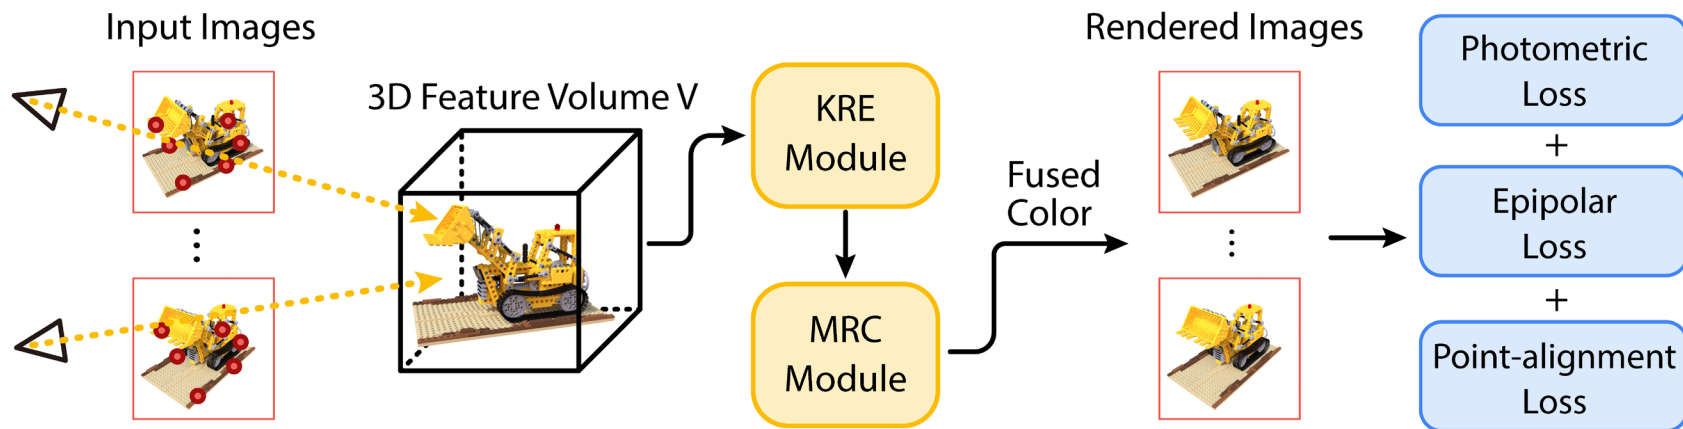 Input Images
3D Feature Volume V
KRE
Module
MRC
Module
Fused
Color
Rendered Images
Photometric
Loss
+
Epipolar
Loss
+
Point-alignment
Loss